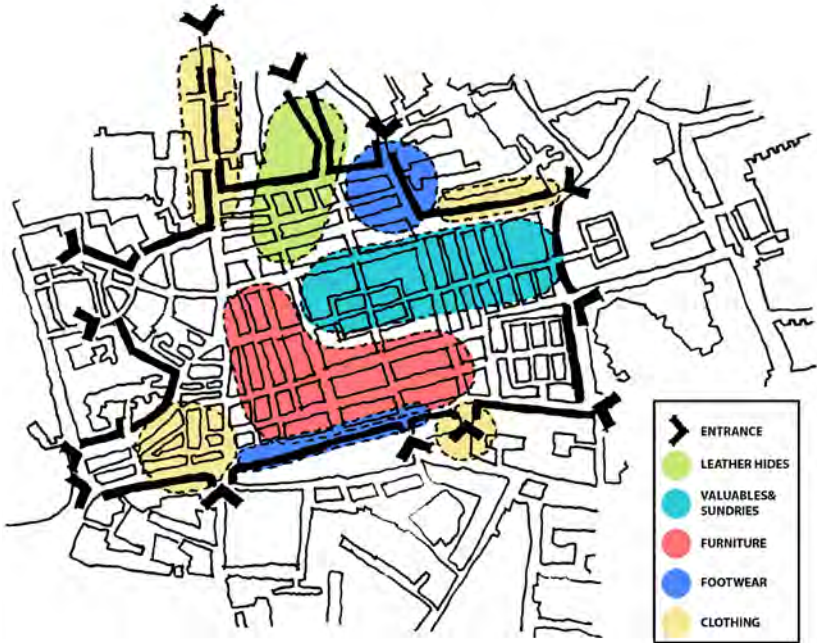 ENTRANCE
LEATHER HIDES
VALUABLES&
SUNDRIES
FURNITURE
FOOTWEAR
CLOTHING